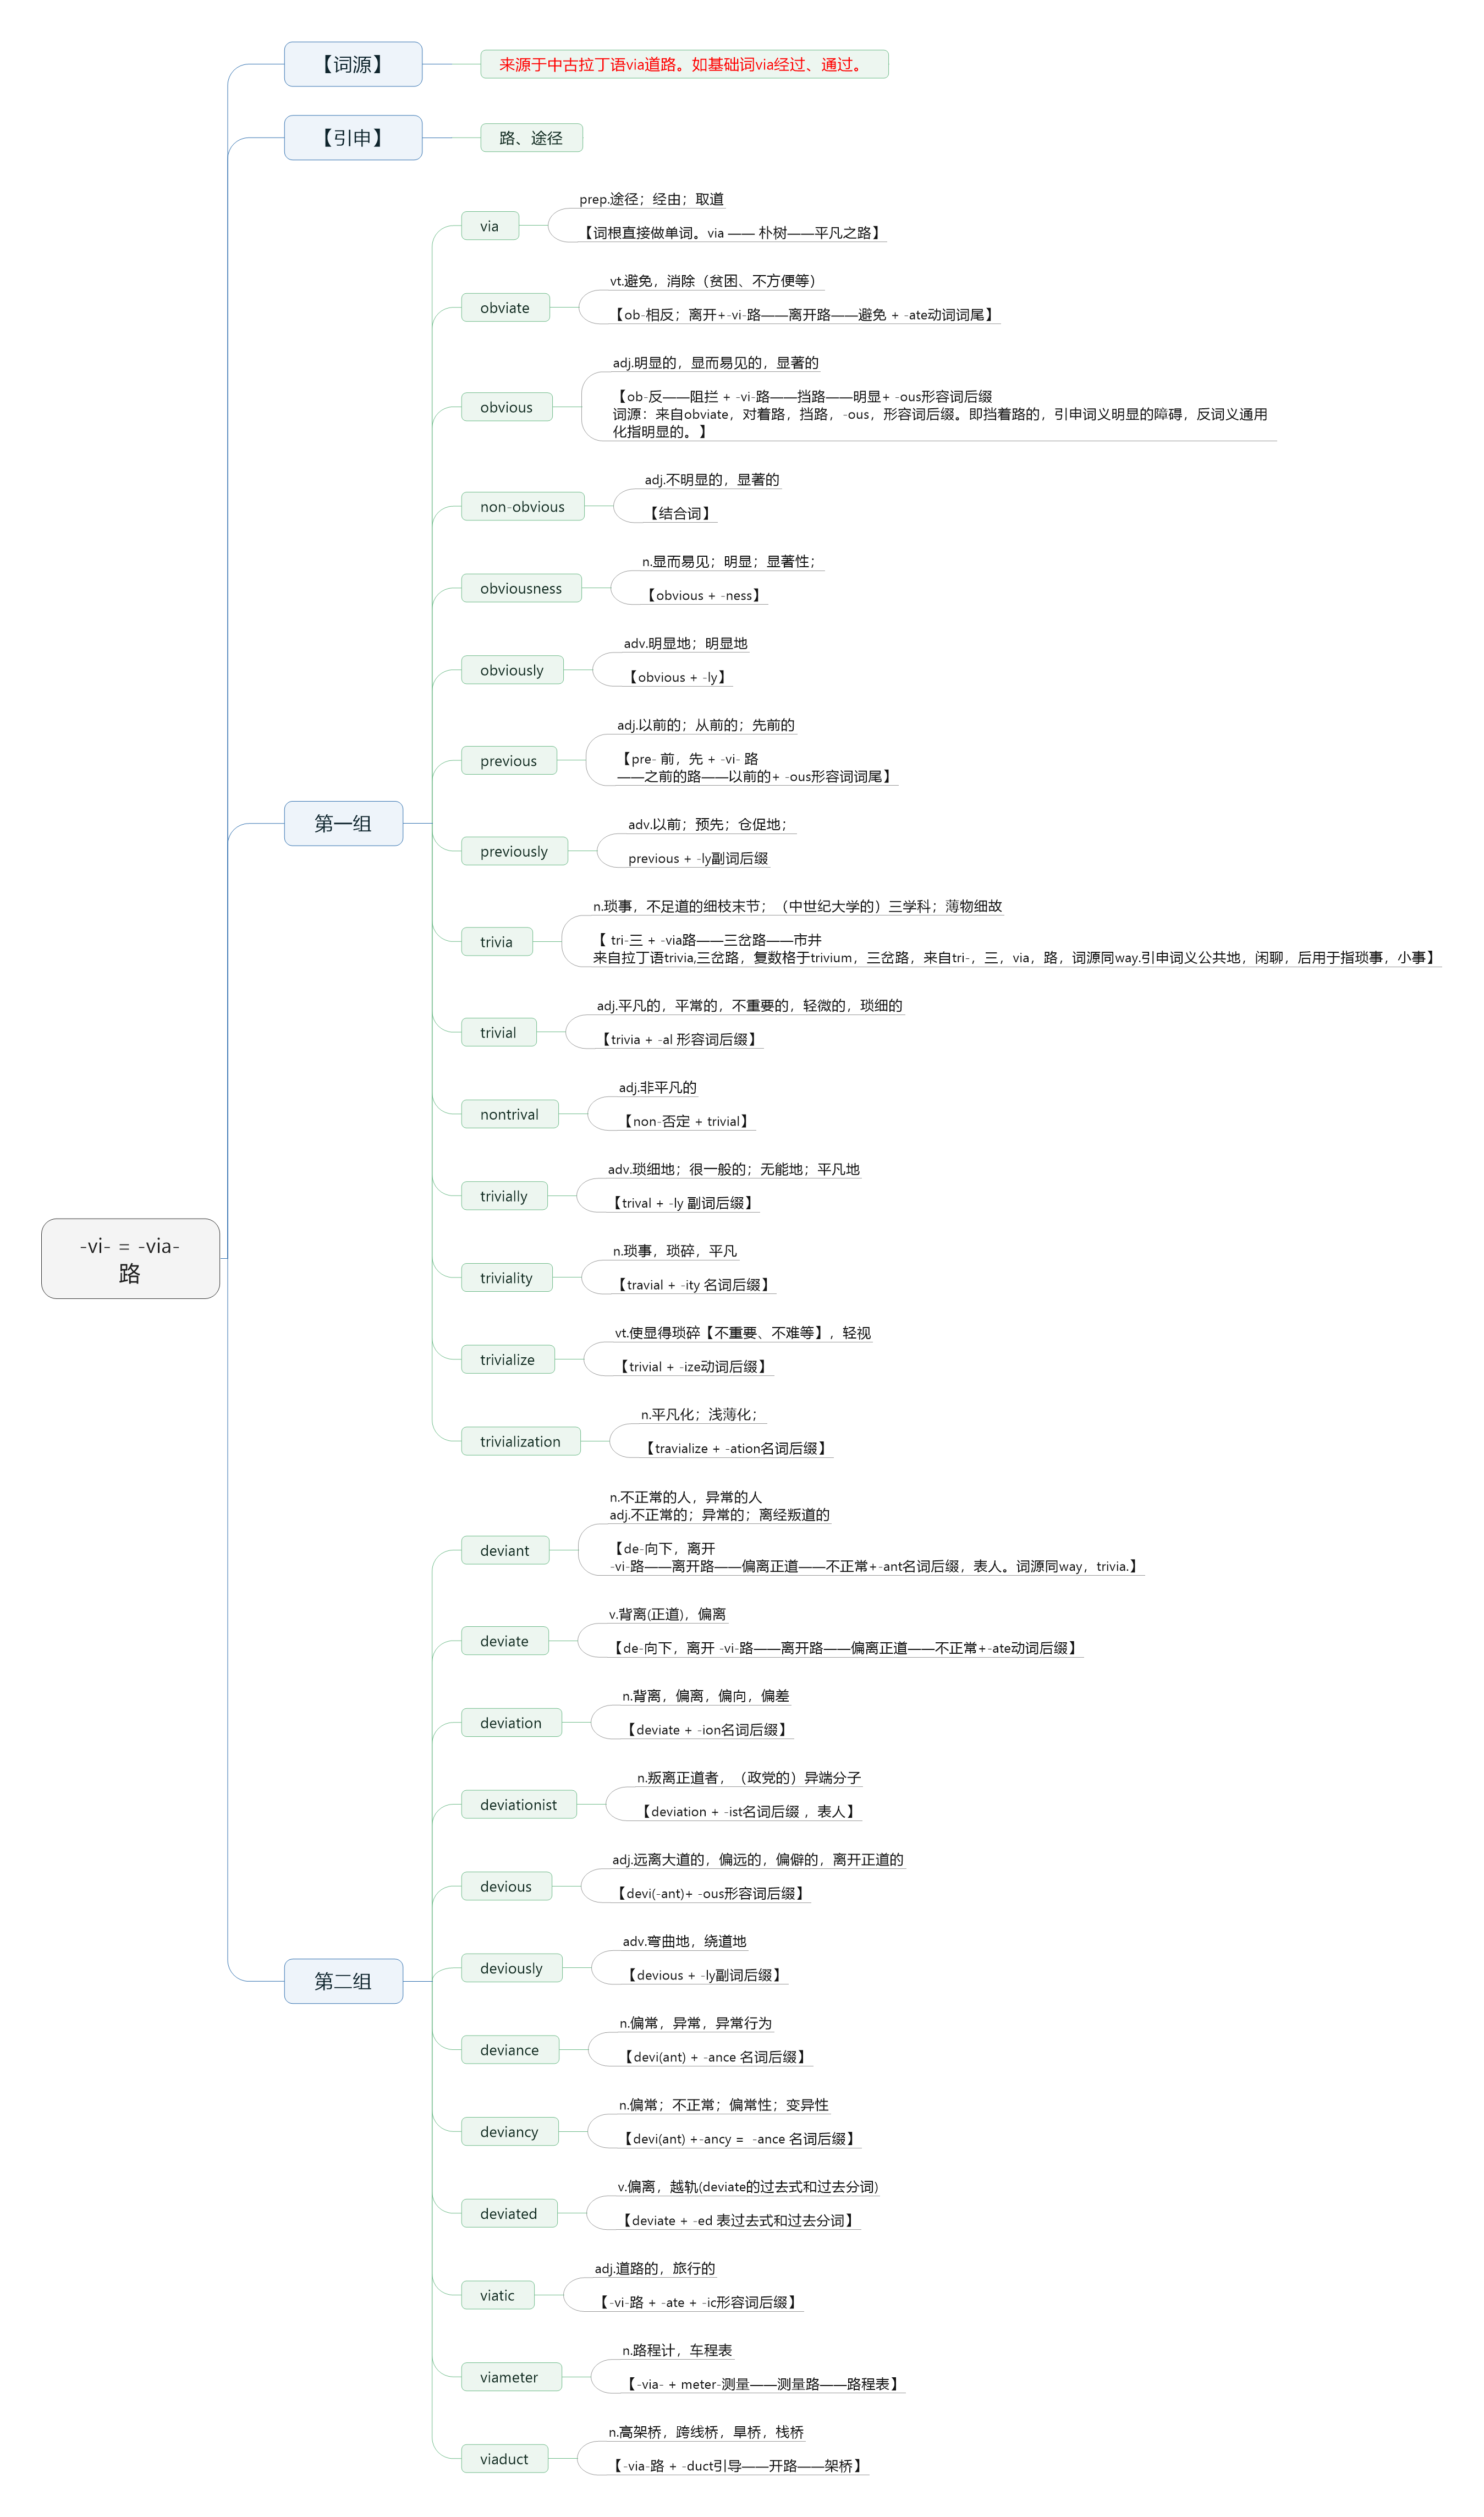 -vi- = -via-
路
【词源】
来源于中古拉丁语via道路。如基础词via经过、通过。
【引申】
路、途径
第一组
via
prep.途径；经由；取道
【词根直接做单词。via —— 朴树——平凡之路】
obviate
vt.避免，消除（贫困、不方便等）
【ob-相反；离开+-vi-路——离开路——避免 + -ate动词词尾】
obvious
adj.明显的，显而易见的，显著的
【ob-反——阻拦 + -vi-路——挡路——明显+ -ous形容词后缀
词源：来自obviate，对着路，挡路，-ous，形容词后缀。即挡着路的，引申词义明显的障碍，反词义通用
化指明显的。】
non-obvious
adj.不明显的，显著的
【结合词】
obviousness
n.显而易见；明显；显著性；
【obvious + -ness】
obviously
adv.明显地；明显地
【obvious + -ly】
previous
adj.以前的；从前的；先前的
【pre- 前，先 + -vi- 路
——之前的路——以前的+ -ous形容词词尾】
previously
adv.以前；预先；仓促地；
previous + -ly副词后缀
trivia
n.琐事，不足道的细枝末节；（中世纪大学的）三学科；薄物细故
【 tri-三 + -via路——三岔路——市井
来自拉丁语trivia,三岔路，复数格于trivium，三岔路，来自tri-，三，via，路，词源同way.引申词义公共地，闲聊，后用于指琐事，小事】
trivial
adj.平凡的，平常的，不重要的，轻微的，琐细的
【trivia + -al 形容词后缀】
nontrival
adj.非平凡的
【non-否定 + trivial】
trivially
adv.琐细地；很一般的；无能地；平凡地
【trival + -ly 副词后缀】
triviality
n.琐事，琐碎，平凡
【travial + -ity 名词后缀】
trivialize
vt.使显得琐碎【不重要、不难等】，轻视
【trivial + -ize动词后缀】
trivialization
n.平凡化；浅薄化；
【travialize + -ation名词后缀】
第二组
deviant
n.不正常的人，异常的人
adj.不正常的；异常的；离经叛道的
【de-向下，离开
-vi-路——离开路——偏离正道——不正常+-ant名词后缀，表人。词源同way，trivia.】
deviate
v.背离(正道)，偏离
【de-向下，离开 -vi-路——离开路——偏离正道——不正常+-ate动词后缀】
deviation
n.背离，偏离，偏向，偏差
【deviate + -ion名词后缀】
deviationist
n.叛离正道者，（政党的）异端分子
【deviation + -ist名词后缀 ，表人】
devious
adj.远离大道的，偏远的，偏僻的，离开正道的
【devi(-ant)+ -ous形容词后缀】
deviously
adv.弯曲地，绕道地
【devious + -ly副词后缀】
deviance
n.偏常，异常，异常行为
【devi(ant) + -ance 名词后缀】
deviancy
n.偏常；不正常；偏常性；变异性
【devi(ant) +-ancy =  -ance 名词后缀】
deviated
v.偏离，越轨(deviate的过去式和过去分词)
【deviate + -ed 表过去式和过去分词】
viatic
adj.道路的，旅行的
【-vi-路 + -ate + -ic形容词后缀】
viameter
n.路程计，车程表
【-via- + meter-测量——测量路——路程表】
viaduct
n.高架桥，跨线桥，旱桥，栈桥
【-via-路 + -duct引导——开路——架桥】